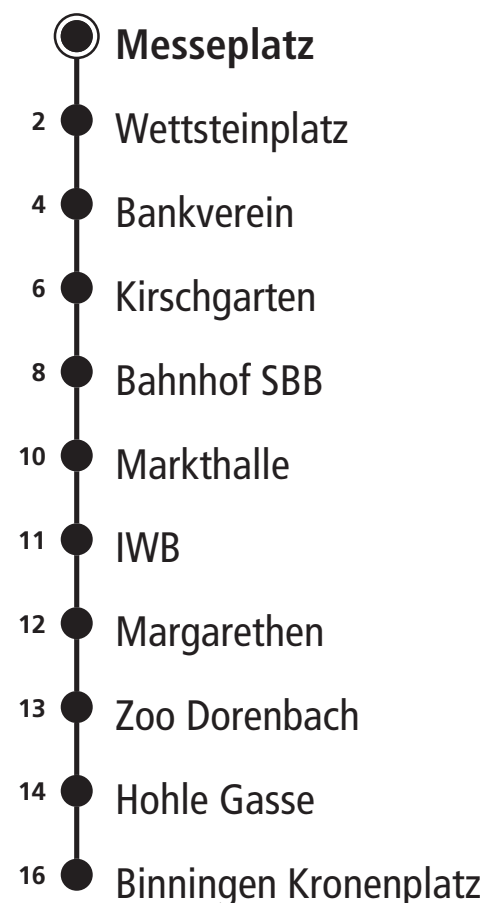 Messeplatz
2 Wettsteinplatz
4 Bankverein
6 Kirschgarten
8 Bahnhof SBB
10 Markthalle
11 IWB
12 Margarethen
13 Zoo Dorenbach
14 Hohle Gasse
16 Binningen Kronenplatz